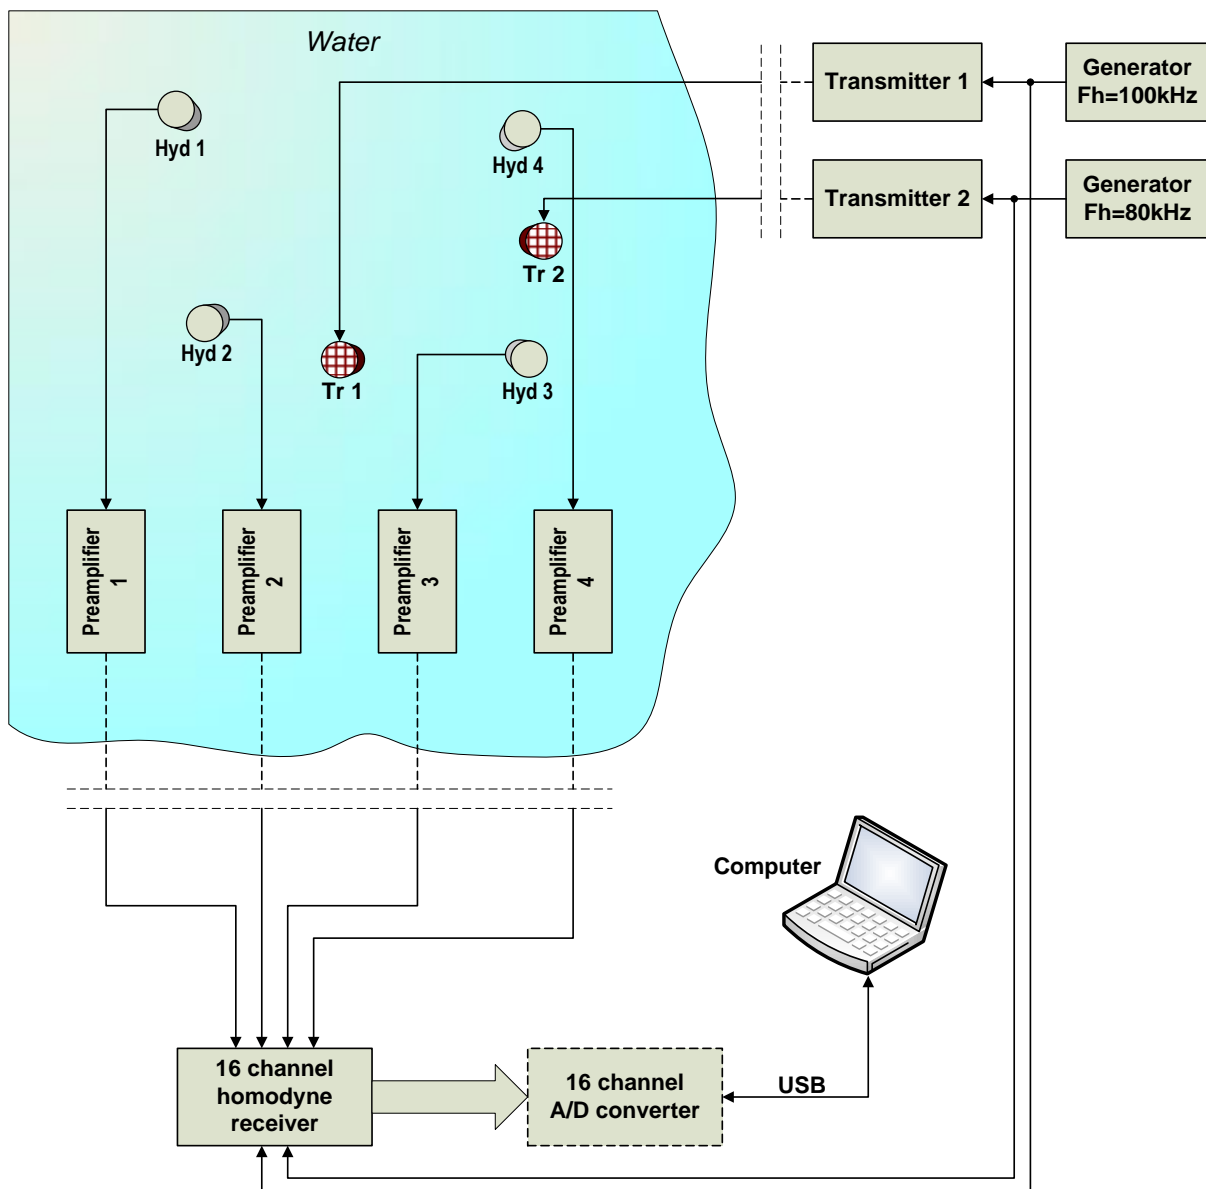 Water
Transmitter 1
Generator
Fh=100kHz
Hyd 1
Hyd 4
Transmitter 2
Generator
Fh=80kHz
Tr 2
Hyd 2
Tr 1
Hyd 3
Preamplifier
1
Preamplifier
2
Preamplifier
3
Preamplifier
4
Computer
16 channel
homodyne
receiver
16 channel
A/D converter
USB